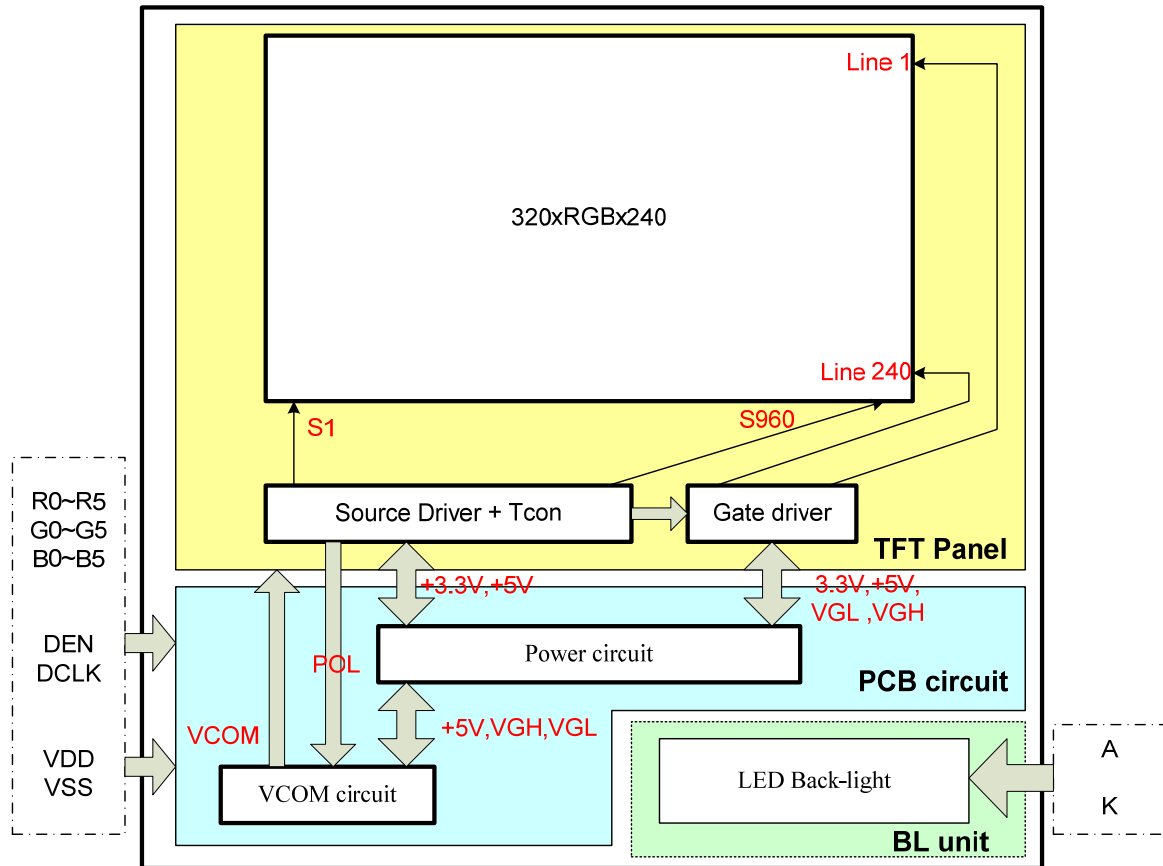 Line 1
320xRGBx240
Line 240
S1
S960
R0~R5
G0~G5
B0~B5
Source Driver + Tcon
Gate driver
TFT Panel
+3.3V,+5V
3.3V,+5V,
VGL ,VGH
DEN
DCLK
POL
Power circuit
PCB circuit
VCOM
+5V,VGH,VGL
VDD
VSS
VCOM circuit
LED Back-light
A
K
BL unit